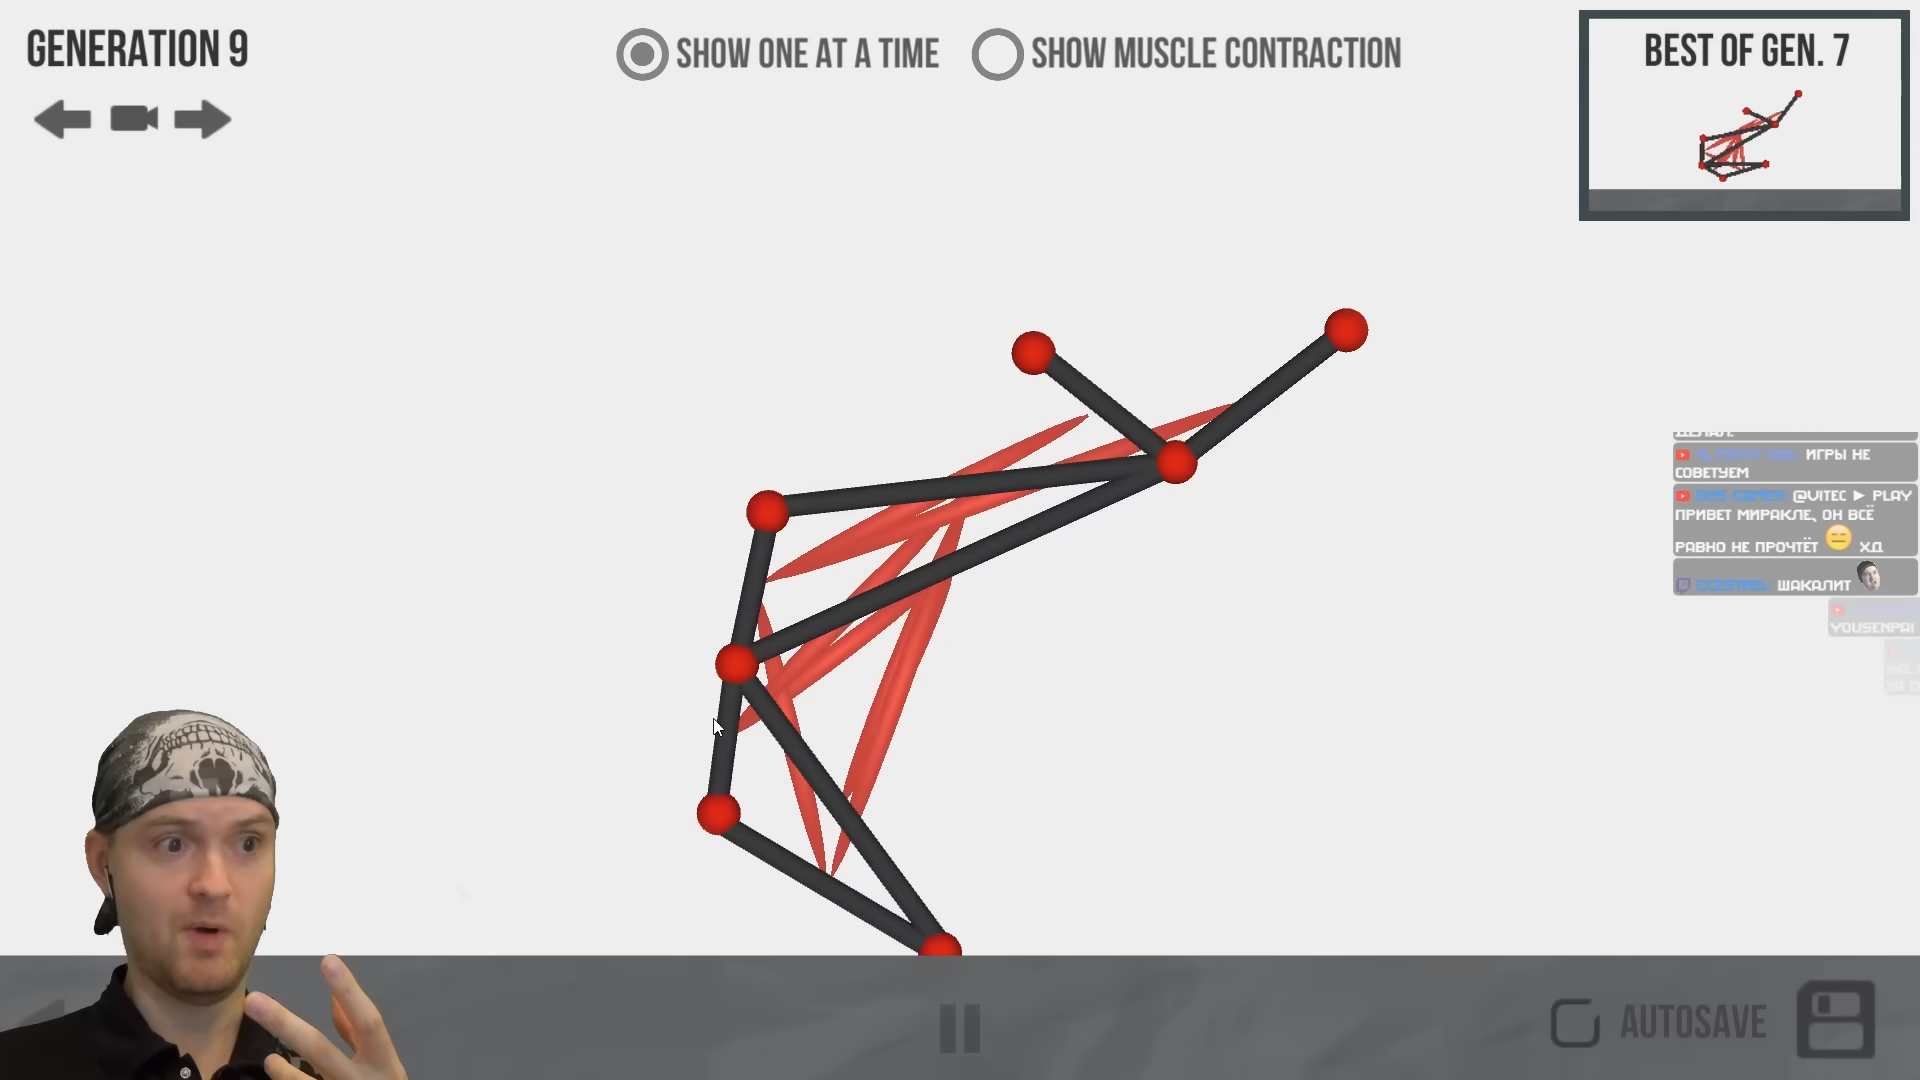 GENERATION 9
SHOW ONE AT A TIME
SHOW MUSCLE CONTRACTION
BEST OF GEN. 7
ИГРЫ НЕ
СОВЕТУЕМ
@VITEC ► PLAY
ПРИВЕТ МИРАКЛЕ, ОН ВСЁ
РАВНО НЕ ПРОЧТЁТ 😑 ХД
ШАКАЛИТ
YOUSENPAI
AUTOSAVE